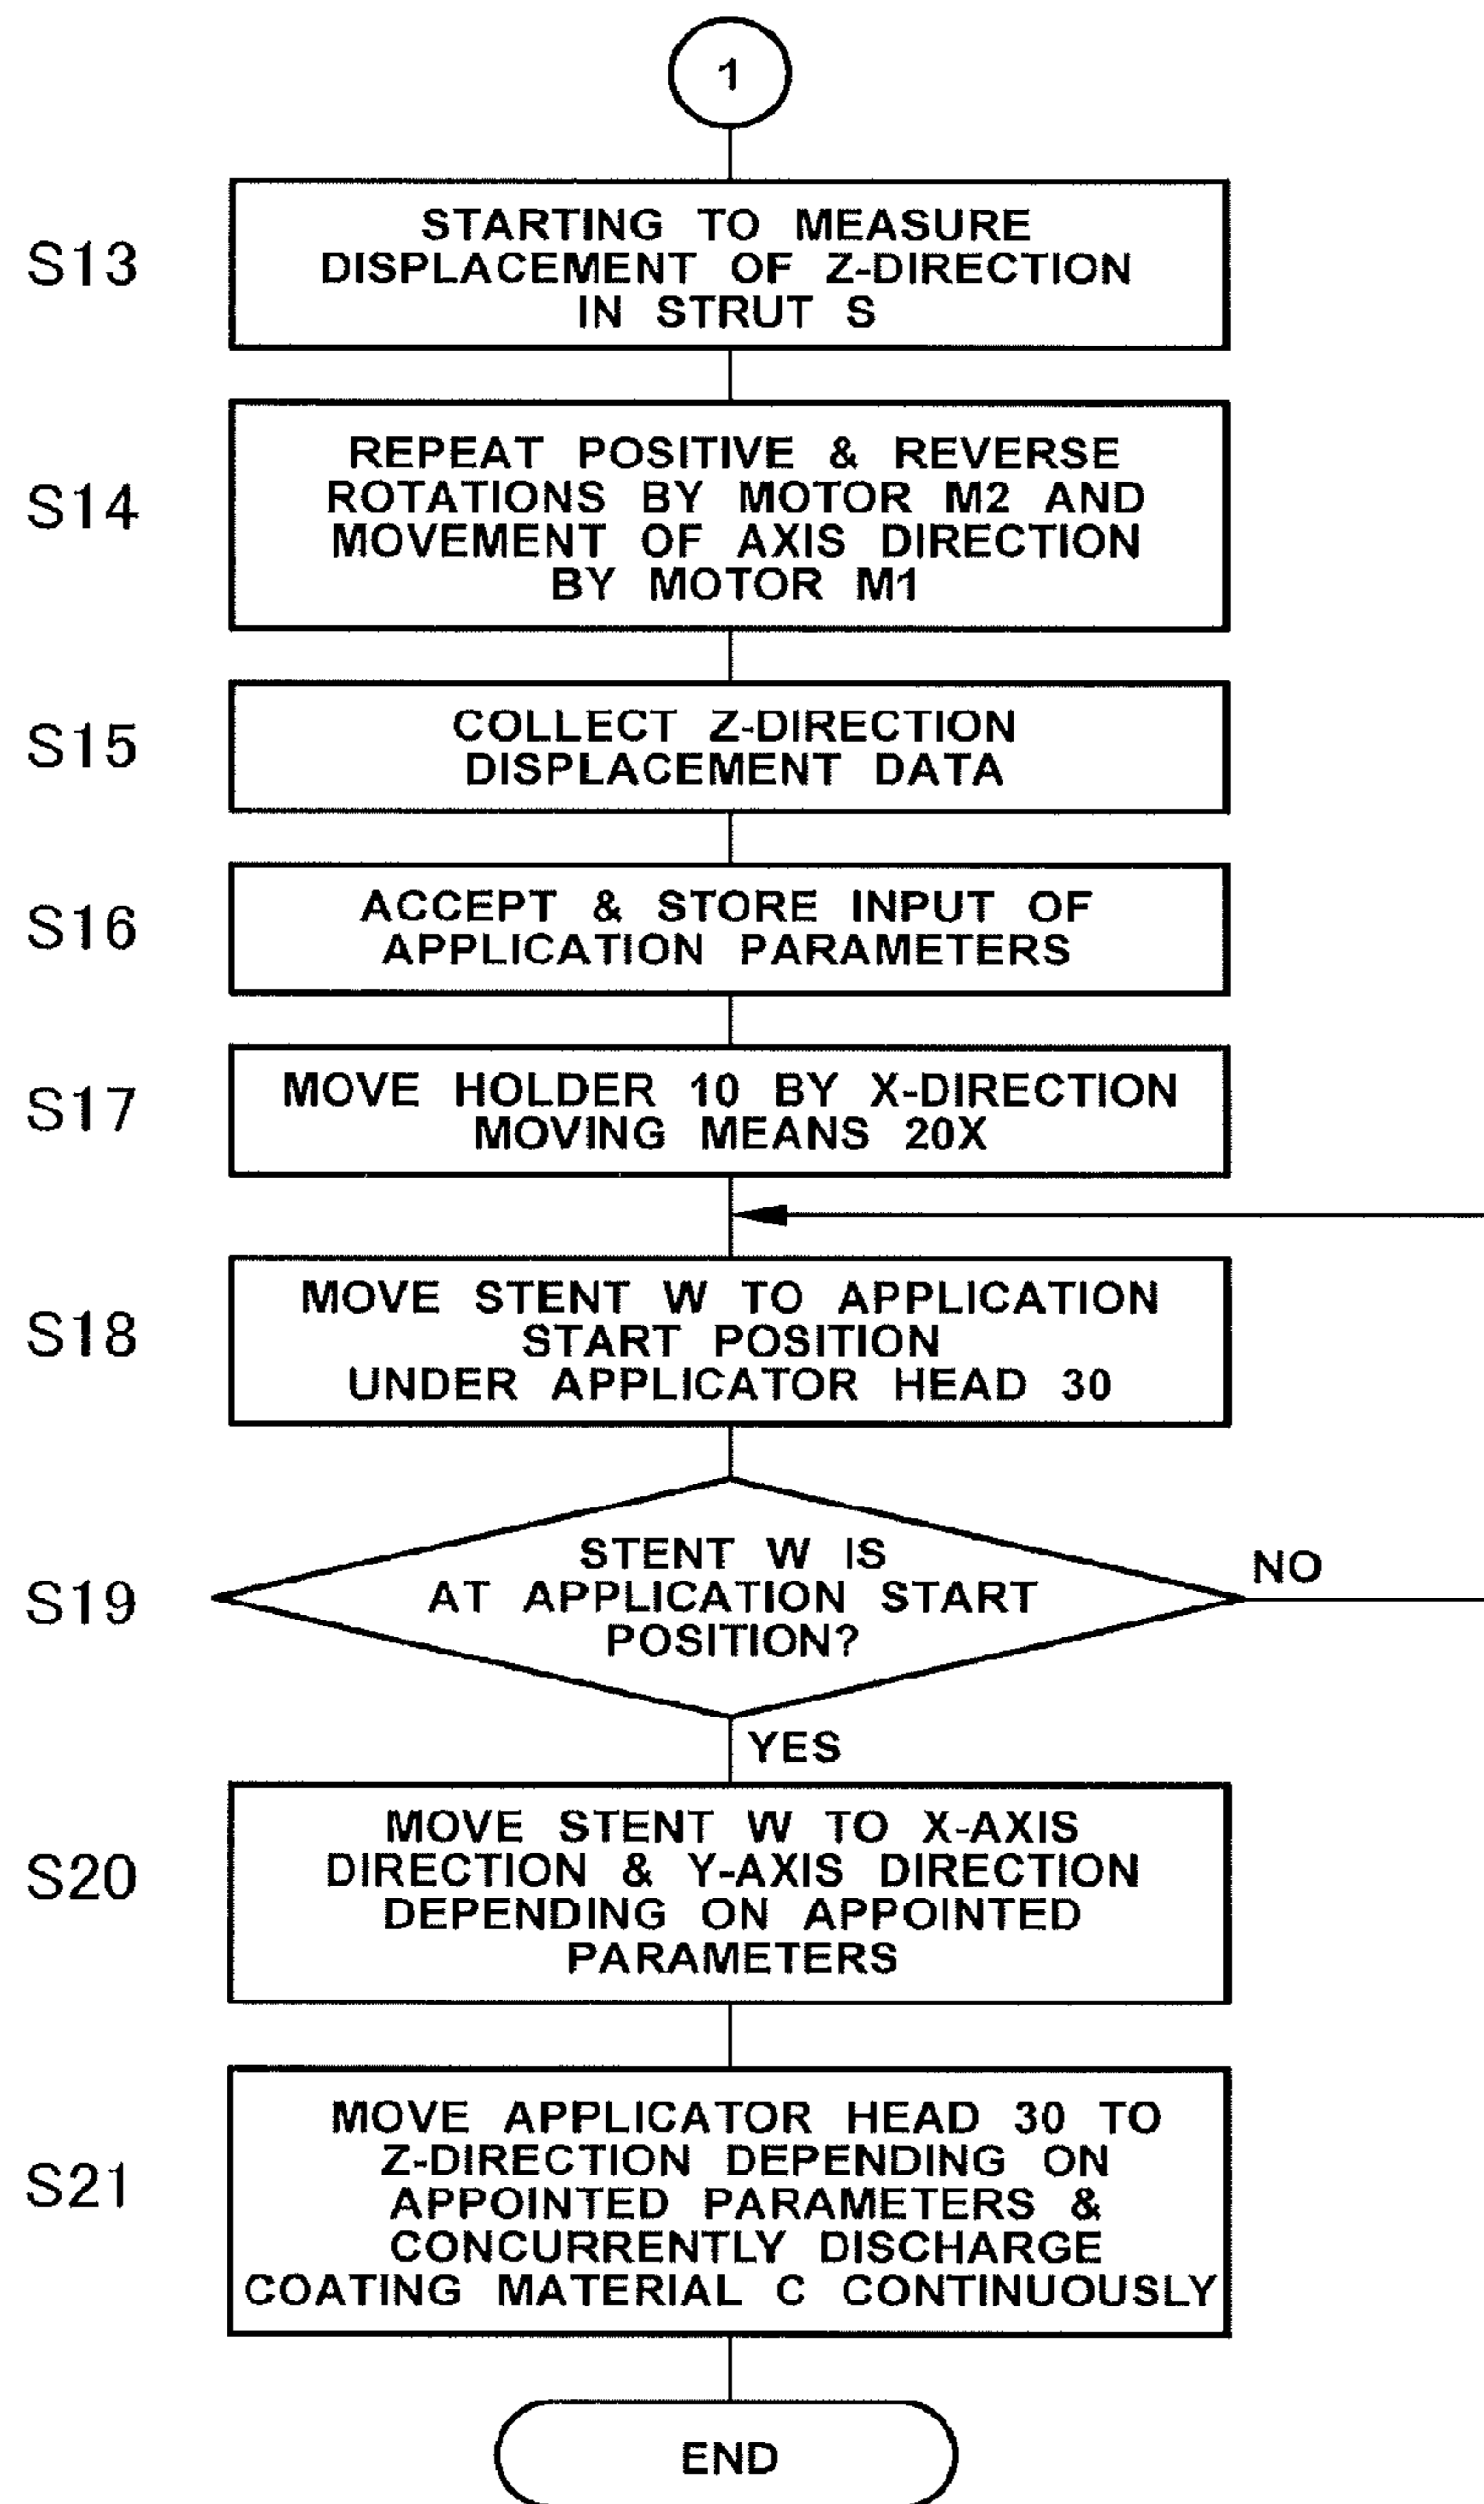 1
S13
STARTING TO MEASURE
DISPLACEMENT OF Z-DIRECTION
IN STRUT S
S14
REPEAT POSITIVE & REVERSE
ROTATIONS BY MOTOR M2 AND
MOVEMENT OF AXIS DIRECTION
BY MOTOR M1
S15
COLLECT Z-DIRECTION
DISPLACEMENT DATA
S16
ACCEPT & STORE INPUT OF
APPLICATION PARAMETERS
S17
MOVE HOLDER 10 BY X-DIRECTION
MOVING MEANS 20X
S18
MOVE STENT W TO APPLICATION
START POSITION
UNDER APPLICATOR HEAD 30
S19
STENT W IS
AT APPLICATION START
POSITION?
NO
YES
S20
MOVE STENT W TO X-AXIS
DIRECTION & Y-AXIS DIRECTION
DEPENDING ON APPOINTED
PARAMETERS
S21
MOVE APPLICATOR HEAD 30 TO
Z-DIRECTION DEPENDING ON
APPOINTED PARAMETERS &
CONCURRENTLY DISCHARGE
COATING MATERIAL C CONTINUOUSLY
END